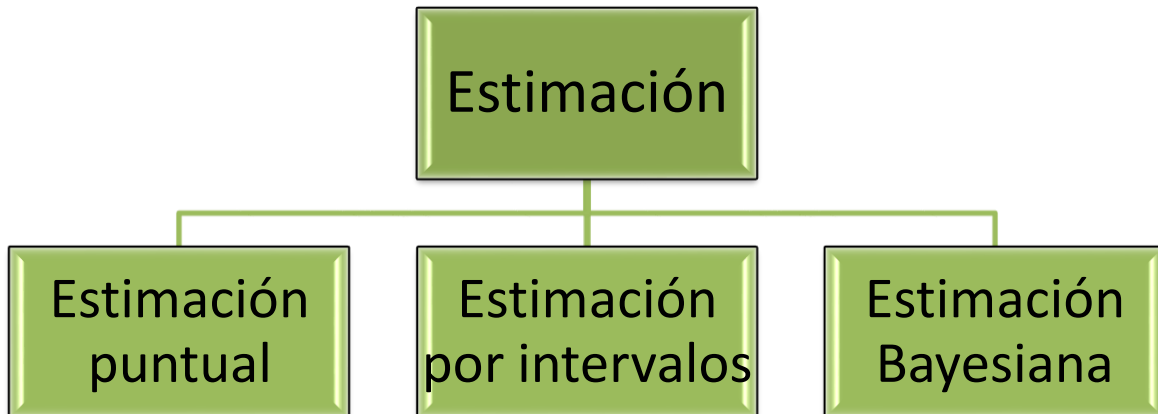 Estimación
Estimación
puntual
Estimación
por intervalos
Estimación
Bayesiana